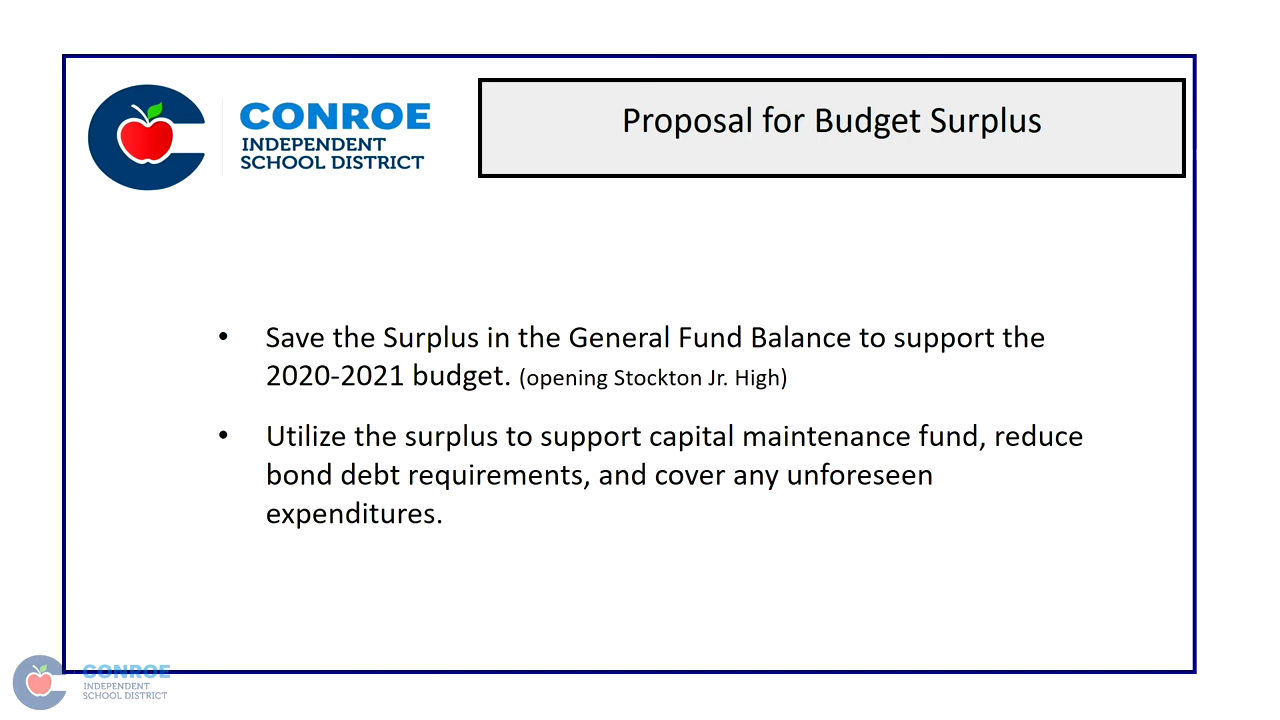 CONROE
INDEPENDENT
SCHOOL DISTRICT
Proposal for Budget Surplus
• Save the Surplus in the General Fund Balance to support the
2020-2021 budget. (opening Stockton Jr. High)
• Utilize the surplus to support capital maintenance fund, reduce
bond debt requirements, and cover any unforeseen
expenditures.
CONROE
INDEPENDENT
SCHOOL DISTRICT